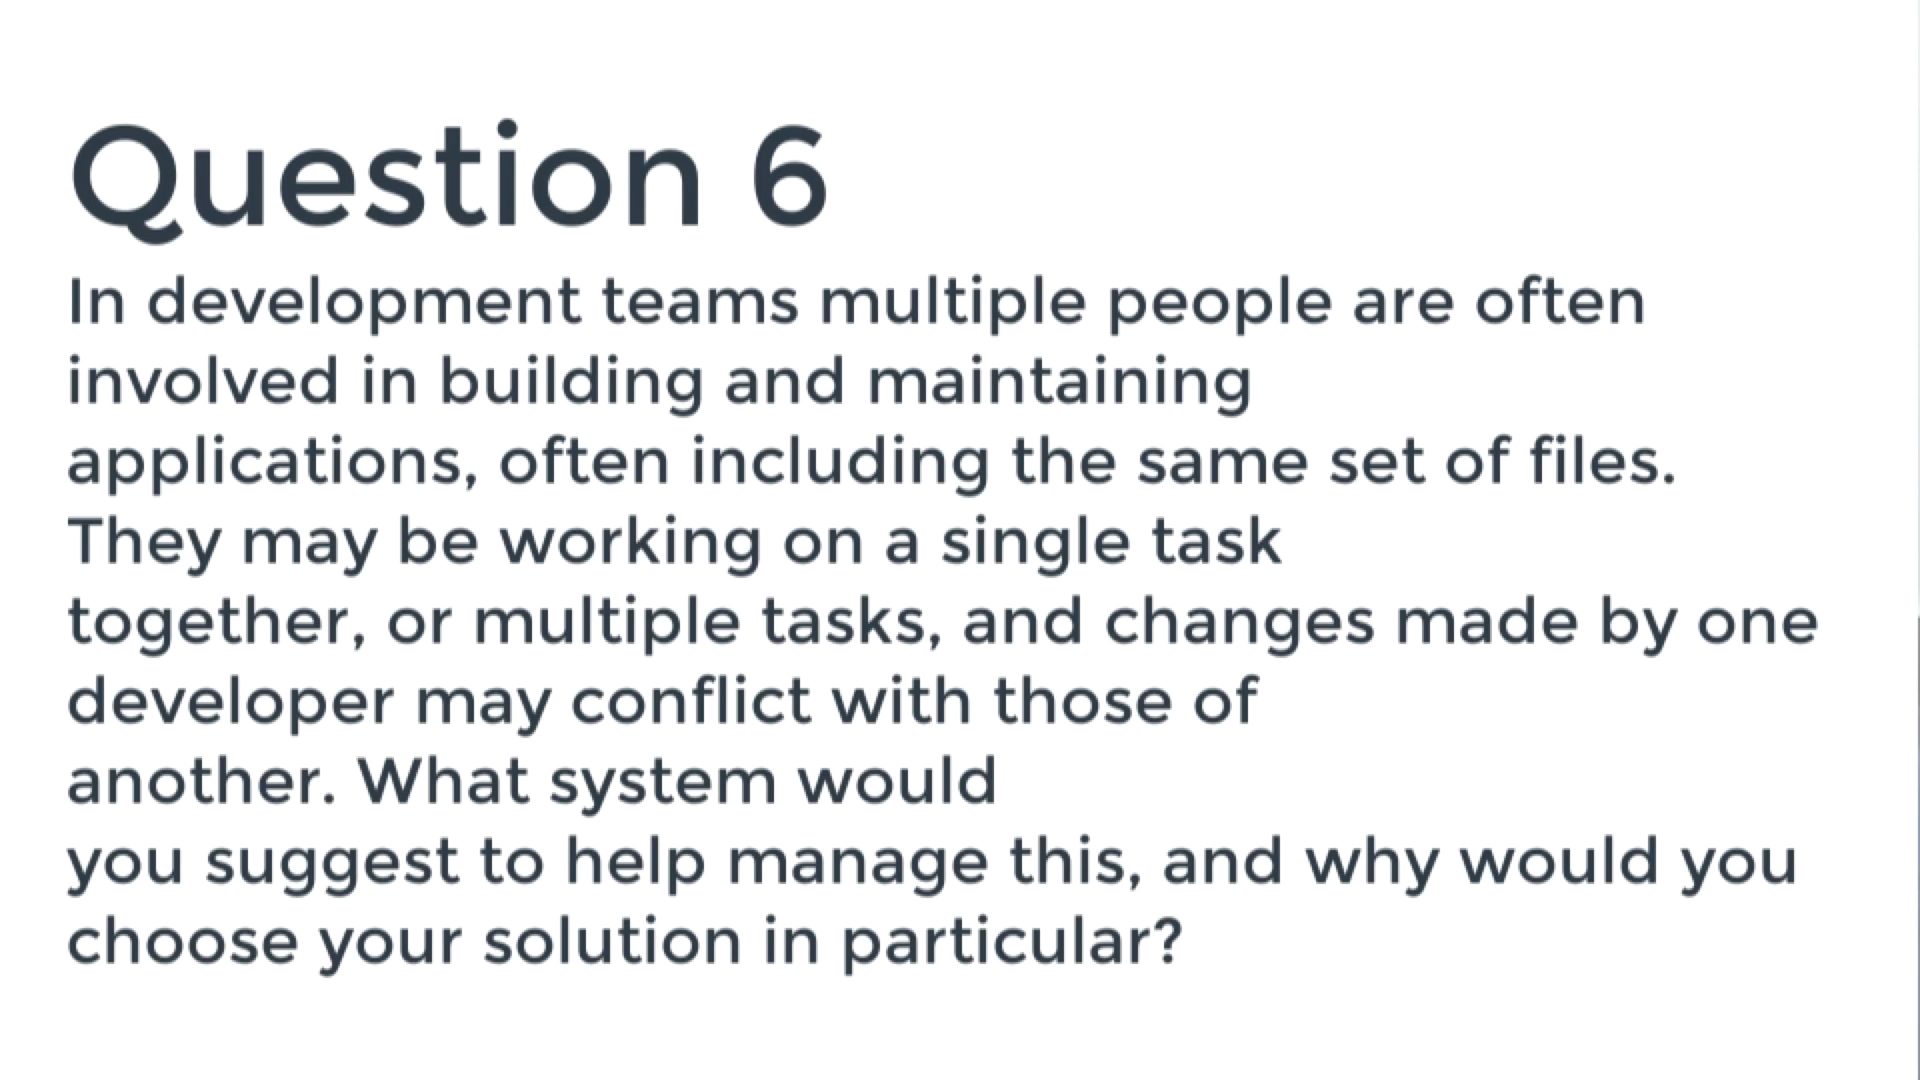 Question 6
In development teams multiple people are often
involved in building and maintaining
applications, often including the same set of files.
They may be working on a single task
together, or multiple tasks, and changes made by one
developer may conflict with those of
another. What system would
you suggest to help manage this, and why would you
choose your solution in particular?